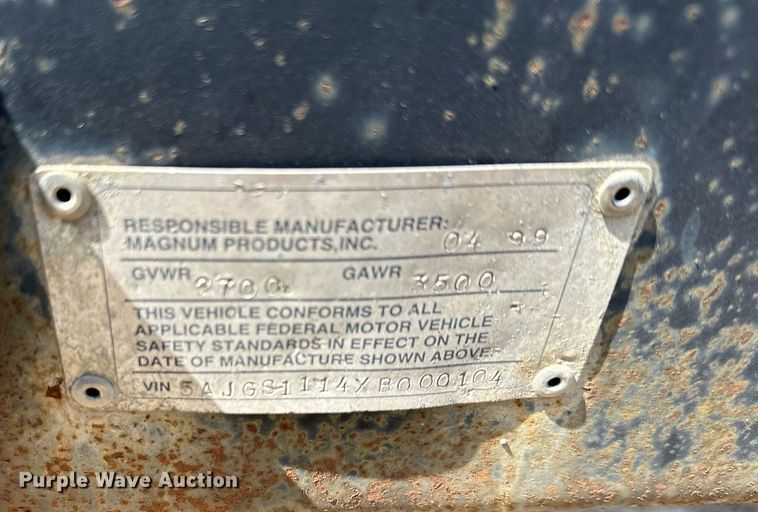 RESPONSIBLE MANUFACTURER:
MAGNUM PRODUCTS, INC. 04 99
GVWR 2700 GAWR 3500
THIS VEHICLE CONFORMS TO ALL
APPLICABLE FEDERAL MOTOR VEHICLE
SAFETY STANDARDS IN EFFECT ON THE
DATE OF MANUFACTURE SHOWN ABOVE.
VIN 5AJGS1114XB000104
Purple Wave Auction